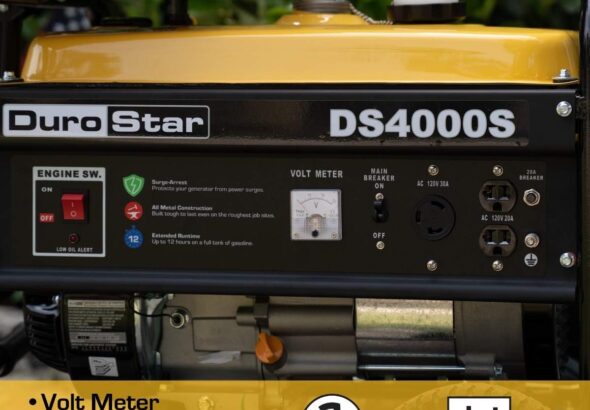 DuroStar
DS4000S
ENGINE SW.
ON
OFF
LOW OIL ALERT
Surge-Arrest
Protects your generator from power surges.
All Metal Construction
Built tough to last even on the roughest job sites.
12
Extended Runtime
Up to 12 hours on a full tank of gasoline.
VOLT METER
V
MAIN
BREAKER
ON
OFF
AC 120V 30A
AC 120V 20A
20A
BREAKER
• Volt Meter